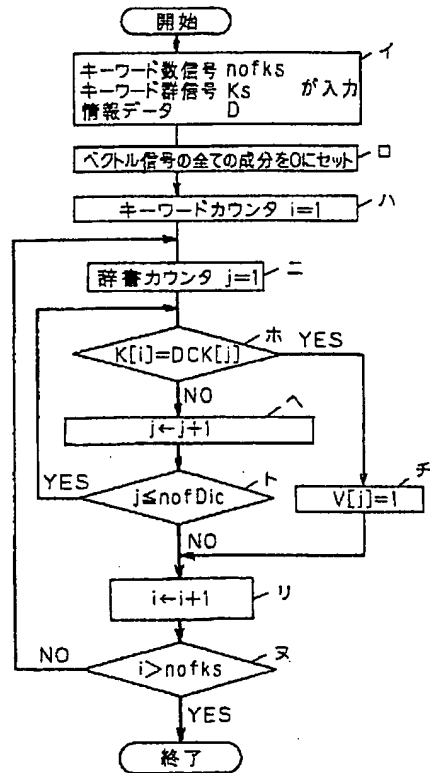 開始
イ
キーワード数信号 nofks
キーワード群信号 Ks が入力
情報データ D
ロ
ベクトル信号の全ての成分を0にセット
ハ
キーワードカウンタ i=1
ニ
辞書カウンタ j=1
ホ
K[i]=DCK[j]
YES
NO
ヘ
j←j+1
ト
YES
j≤nofDic
チ
V[j]=1
NO
リ
i←i+1
ヌ
NO
i>nofks
YES
終了